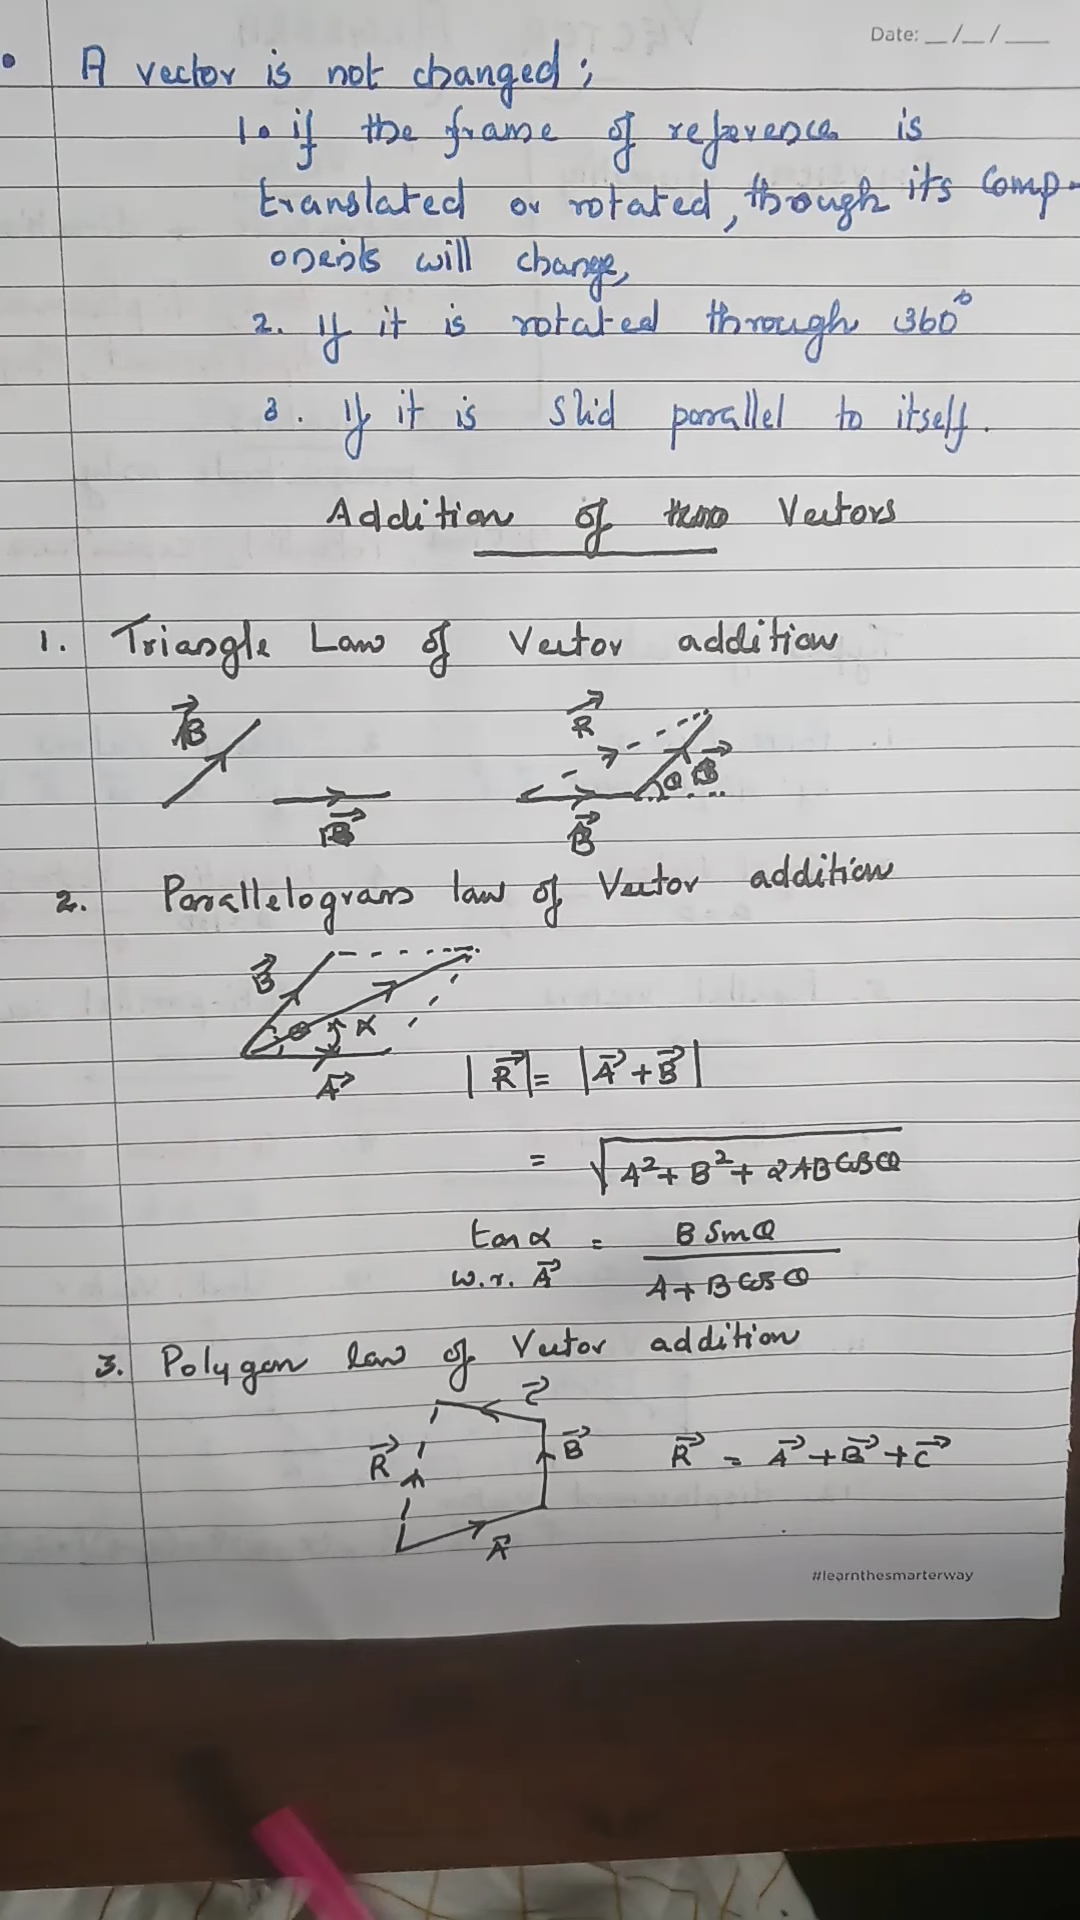 Date: __/__/___
• A vector is not changed;
1. if the frame of reference is
translated or rotated, though its comp-
onents will change,
2. If it is rotated through 360°
3. If it is slid parallel to itself.
Addition of two Vectors
1. Triangle Law of Vector addition
B⃗ R⃗
B⃗ B⃗ θ B⃗
2. Parallelogram law of Vector addition
B⃗
θ α
A⃗ |R⃗| = |A⃗ + B⃗|
= √(A² + B² + 2AB cos θ)
tan α = B Sin θ / A + B cos θ
w.r. A⃗
3. Polygon law of Vector addition
R⃗ B⃗ R⃗ = A⃗ + B⃗ + C⃗
A⃗
#learnthesmarterway